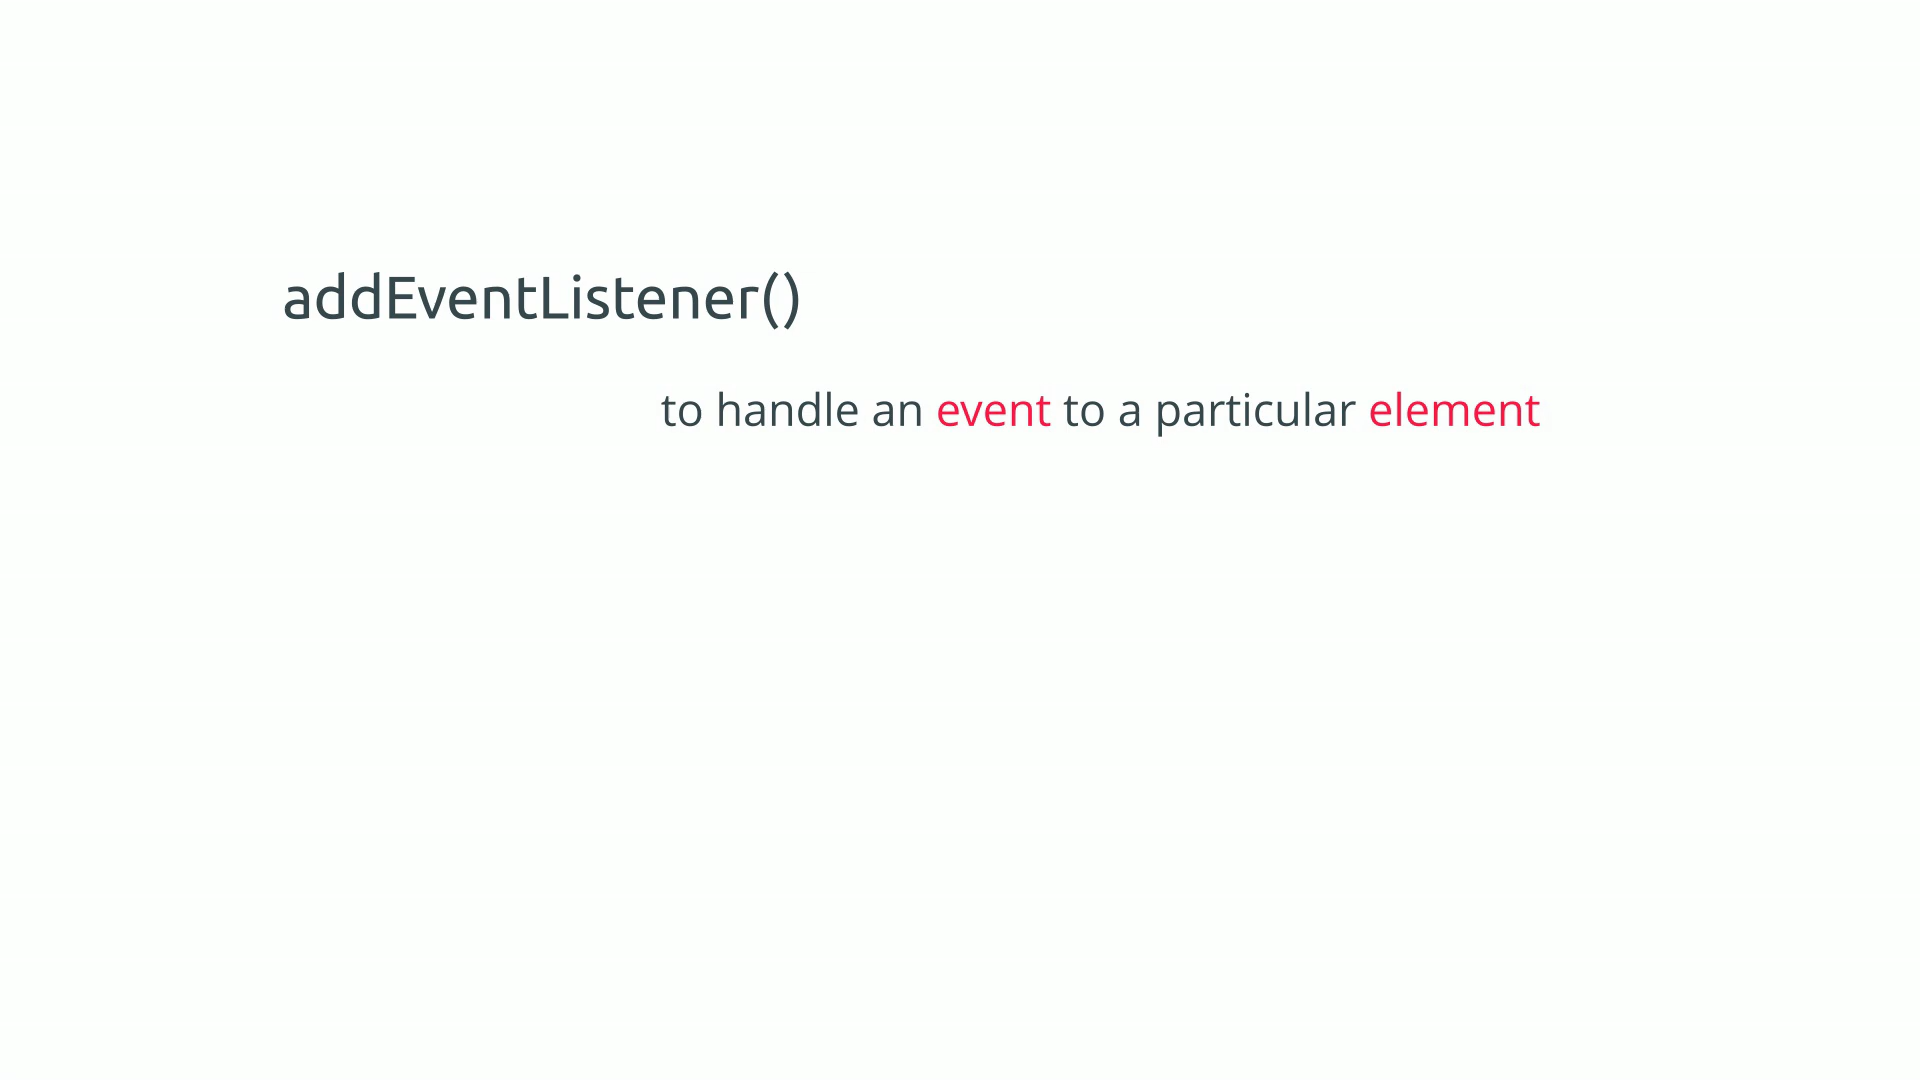 addEventListener()
to handle an event to a particular element